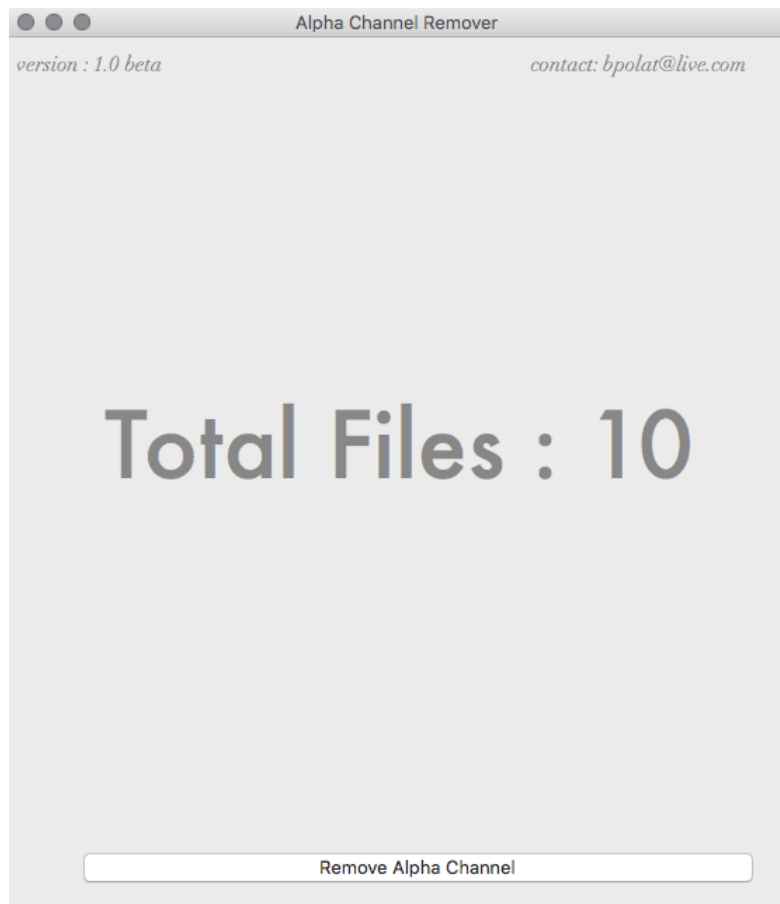 Alpha Channel Remover
version : 1.0 beta
contact: bpolat@live.com
Total Files : 10
Remove Alpha Channel